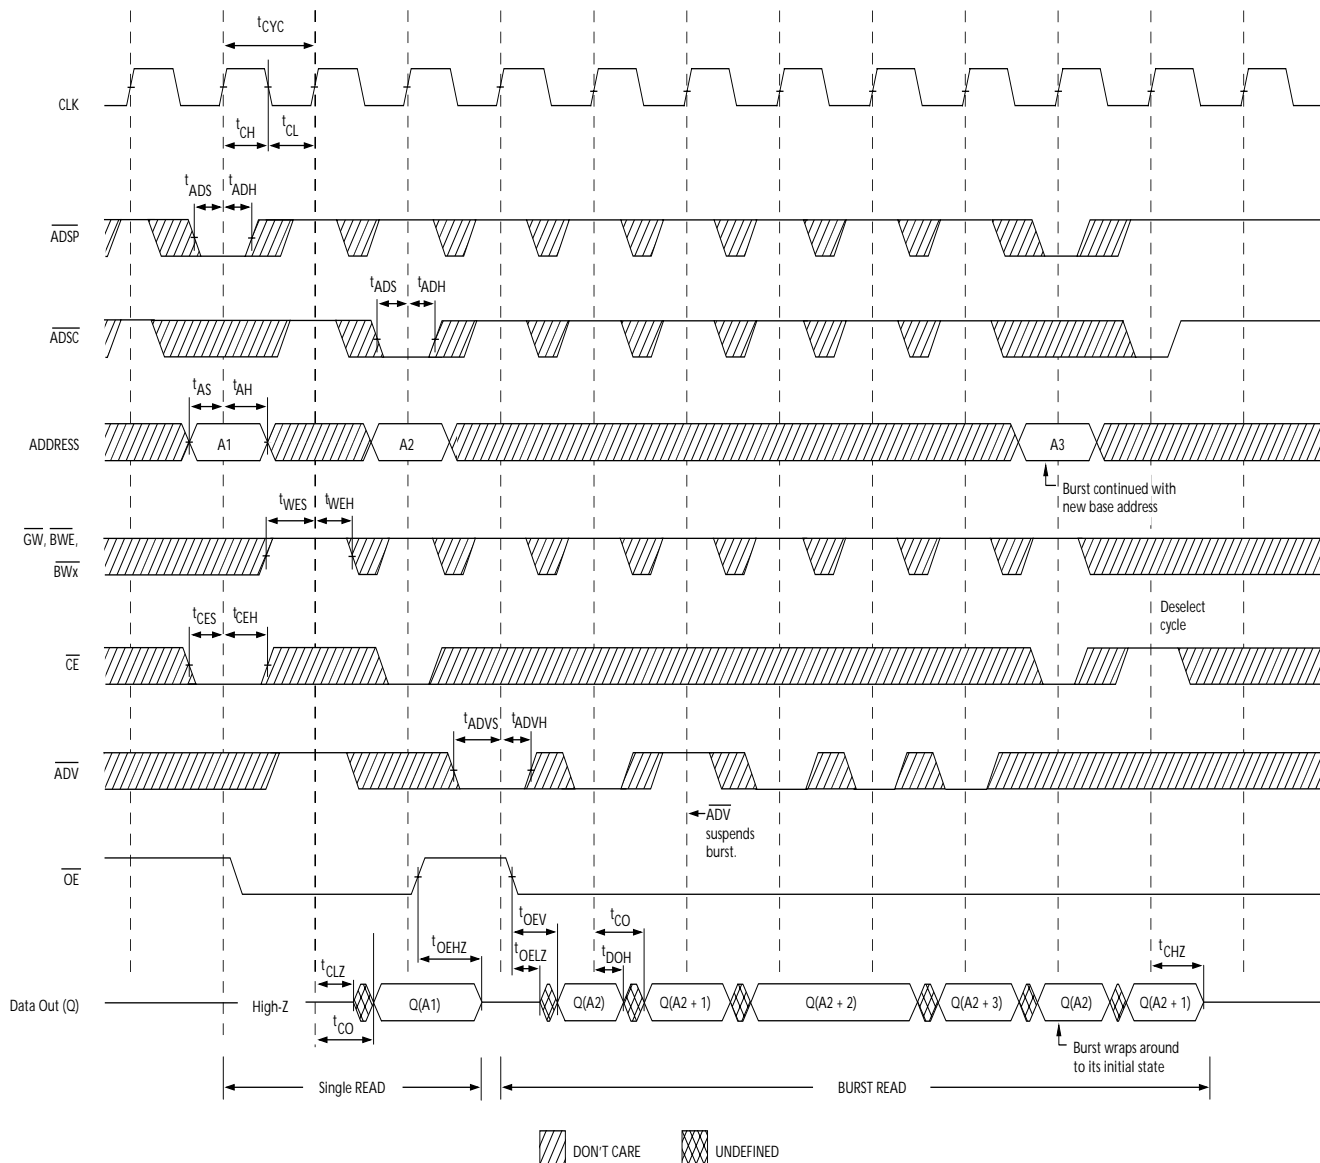 tCYC
CLK
tCH
tCL
tADS
tADH
ADSP
tADS
tADH
ADSC
tAS
tAH
ADDRESS
A1
A2
A3
Burst continued with
new base address
tWES
tWEH
GW, BWE,
BWx
tCES
tCEH
Deselect
cycle
CE
tADVS
tADVH
ADV
ADV
suspends
burst.
OE
tOEV
tCO
tOEHZ
tOELZ
tDOH
tCHZ
tCLZ
Data Out (Q)
High-Z
Q(A1)
Q(A2)
Q(A2 + 1)
Q(A2 + 2)
Q(A2 + 3)
Q(A2)
Q(A2 + 1)
tCO
Burst wraps around
to its initial state
Single READ
BURST READ
DON'T CARE
UNDEFINED